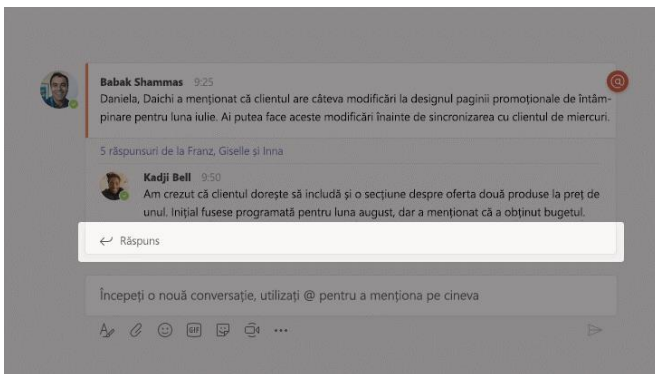 Babak Shammas 9:25
Daniela, Daichi a menționat că clientul are câteva modificări la designul paginii promoționale de întâm-
pinare pentru luna iulie. Ai putea face aceste modificări înainte de sincronizarea cu clientul de miercuri.
5 răspunsuri de la Franz, Giselle și Inna
Kadji Bell 9:50
Am crezut că clientul dorește să includă și o secțiune despre oferta două produse la preț de
unul. Inițial fusese programată pentru luna august, dar a menționat că a obținut bugetul.
Răspuns
Începeți o nouă conversație, utilizați @ pentru a menționa pe cineva
GIF